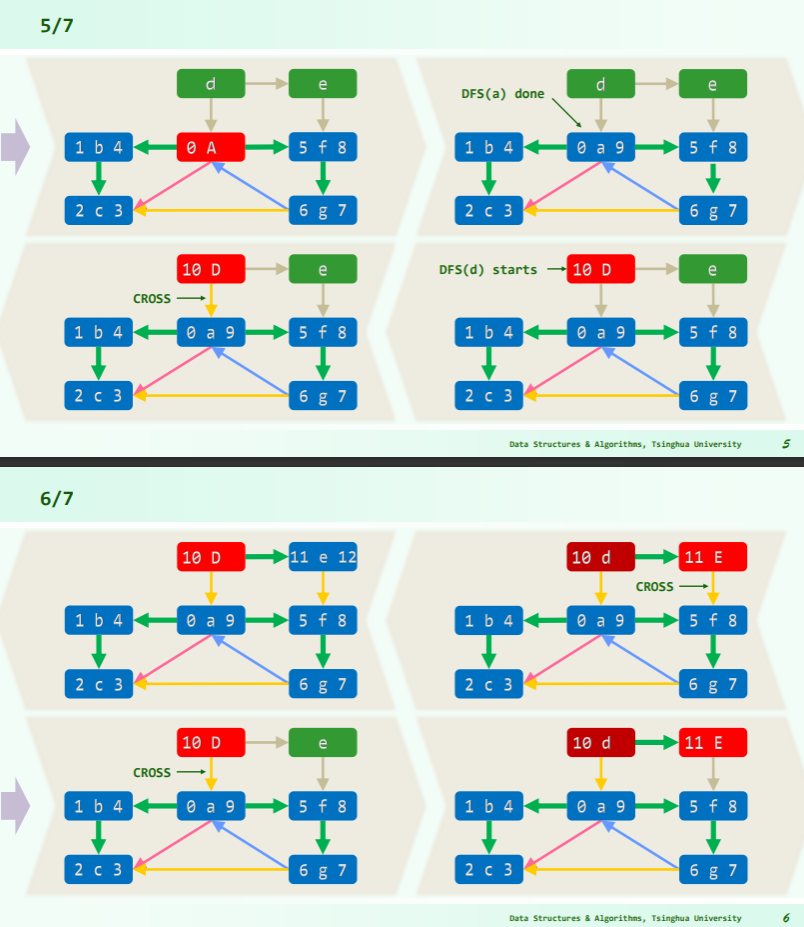 5/7
d e
DFS(a) done
d e
1 b 4 0 A 5 f 8
1 b 4 0 a 9 5 f 8
2 c 3 6 g 7
2 c 3 6 g 7
10 D e
DFS(d) starts 10 D e
CROSS
1 b 4 0 a 9 5 f 8
1 b 4 0 a 9 5 f 8
2 c 3 6 g 7
2 c 3 6 g 7
Data Structures & Algorithms, Tsinghua University 5
6/7
10 D 11 e 12
10 d 11 E
CROSS
1 b 4 0 a 9 5 f 8
1 b 4 0 a 9 5 f 8
2 c 3 6 g 7
2 c 3 6 g 7
10 D e
10 d 11 E
CROSS
1 b 4 0 a 9 5 f 8
1 b 4 0 a 9 5 f 8
2 c 3 6 g 7
2 c 3 6 g 7
Data Structures & Algorithms, Tsinghua University 6